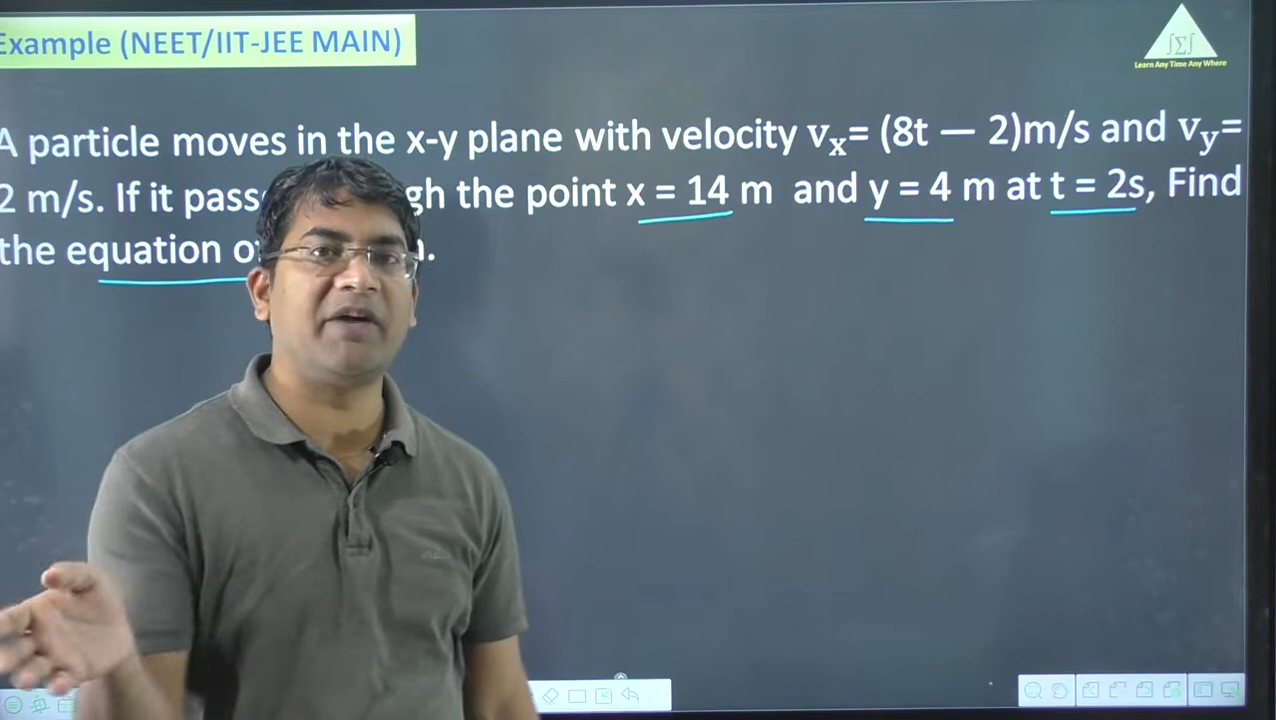 Example (NEET/IIT-JEE MAIN)
∫Σ∫
Learn Any Time Any Where
A particle moves in the x-y plane with velocity vₓ= (8t — 2)m/s and v_y=
2 m/s. If it pass gh the point x = 14 m and y = 4 m at t = 2s, Find
the equation o